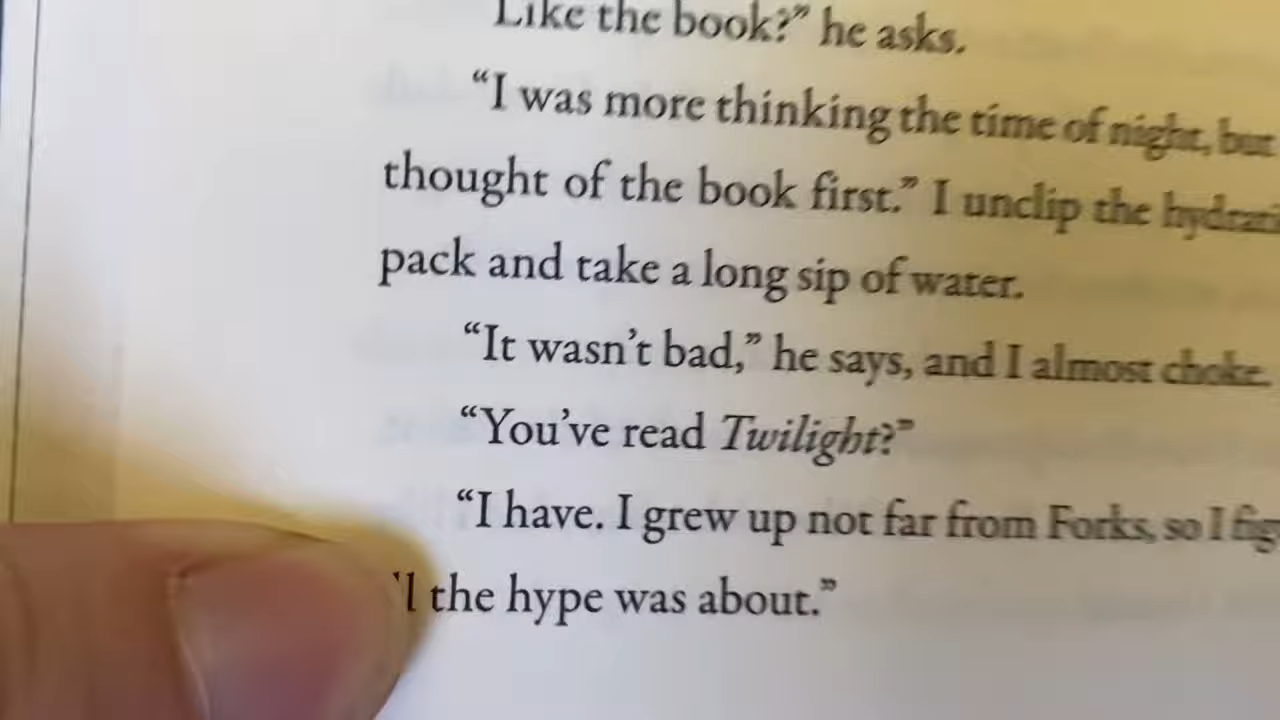 Like the book?” he asks.
“I was more thinking the time of night, but
thought of the book first.” I unclip the
pack and take a long sip of water.
“It wasn’t bad,” he says, and I almost choke.
“You’ve read Twilight?”
“I have. I grew up not far from Forks, so I
the hype was about.”